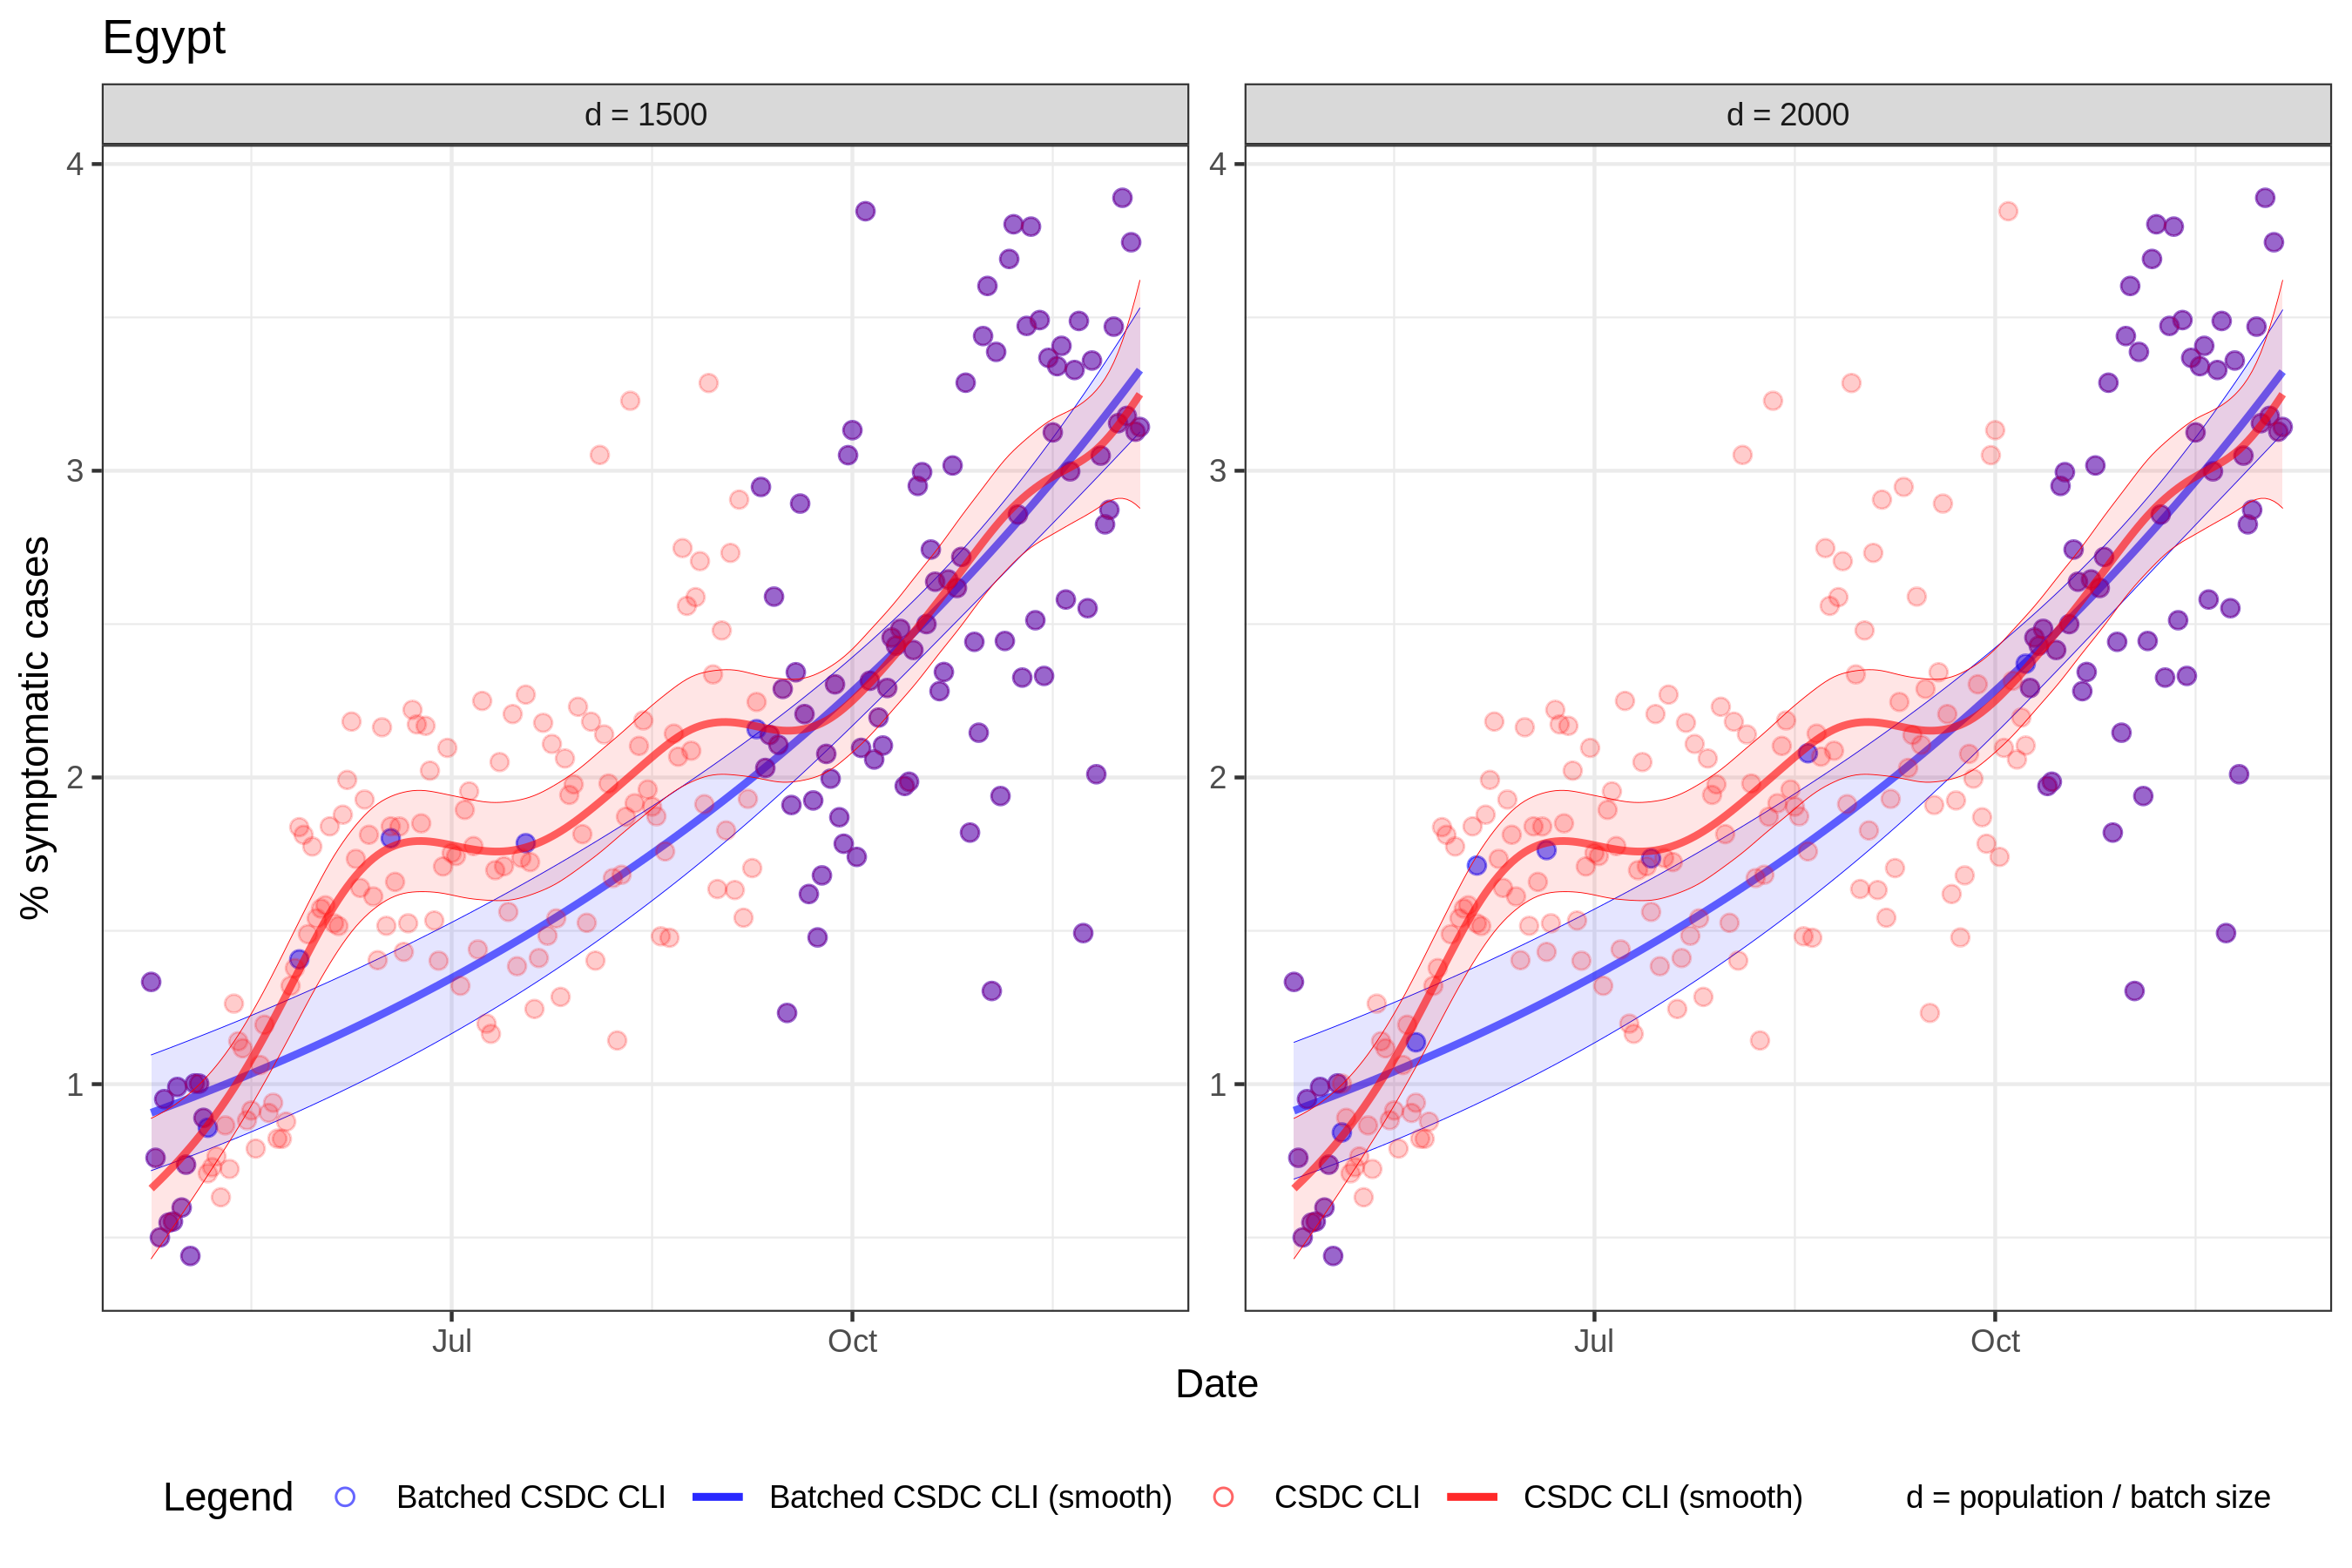 Egypt
d = 1500
d = 2000
% symptomatic cases
4
3
2
1
4
3
2
1
Jul
Oct
Jul
Oct
Date
Legend
Batched CSDC CLI
Batched CSDC CLI (smooth)
CSDC CLI
CSDC CLI (smooth)
d = population / batch size